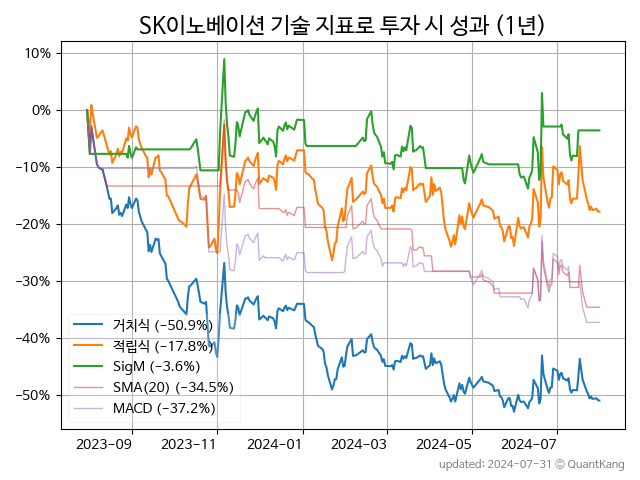 SK이노베이션 기술 지표로 투자 시 성과 (1년)
10%
0%
−10%
−20%
−30%
−40%
−50%
거치식 (−50.9%)
적립식 (−17.8%)
SigM (−3.6%)
SMA(20) (−34.5%)
MACD (−37.2%)
2023−09
2023−11
2024−01
2024−03
2024−05
2024−07
updated: 2024−07−31 © QuantKang